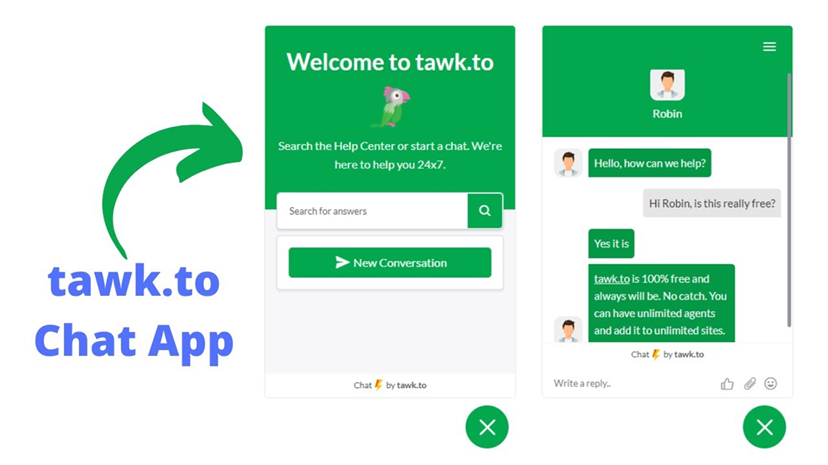 tawk.to
Chat App
Welcome to tawk.to
Search the Help Center or start a chat. We're
here to help you 24x7.
Search for answers
New Conversation
Chat by tawk.to
Robin
Hello, how can we help?
Hi Robin, is this really free?
Yes it is
tawk.to is 100% free and
always will be. No catch. You
can have unlimited agents
and add it to unlimited sites.
Chat by tawk.to
Write a reply..